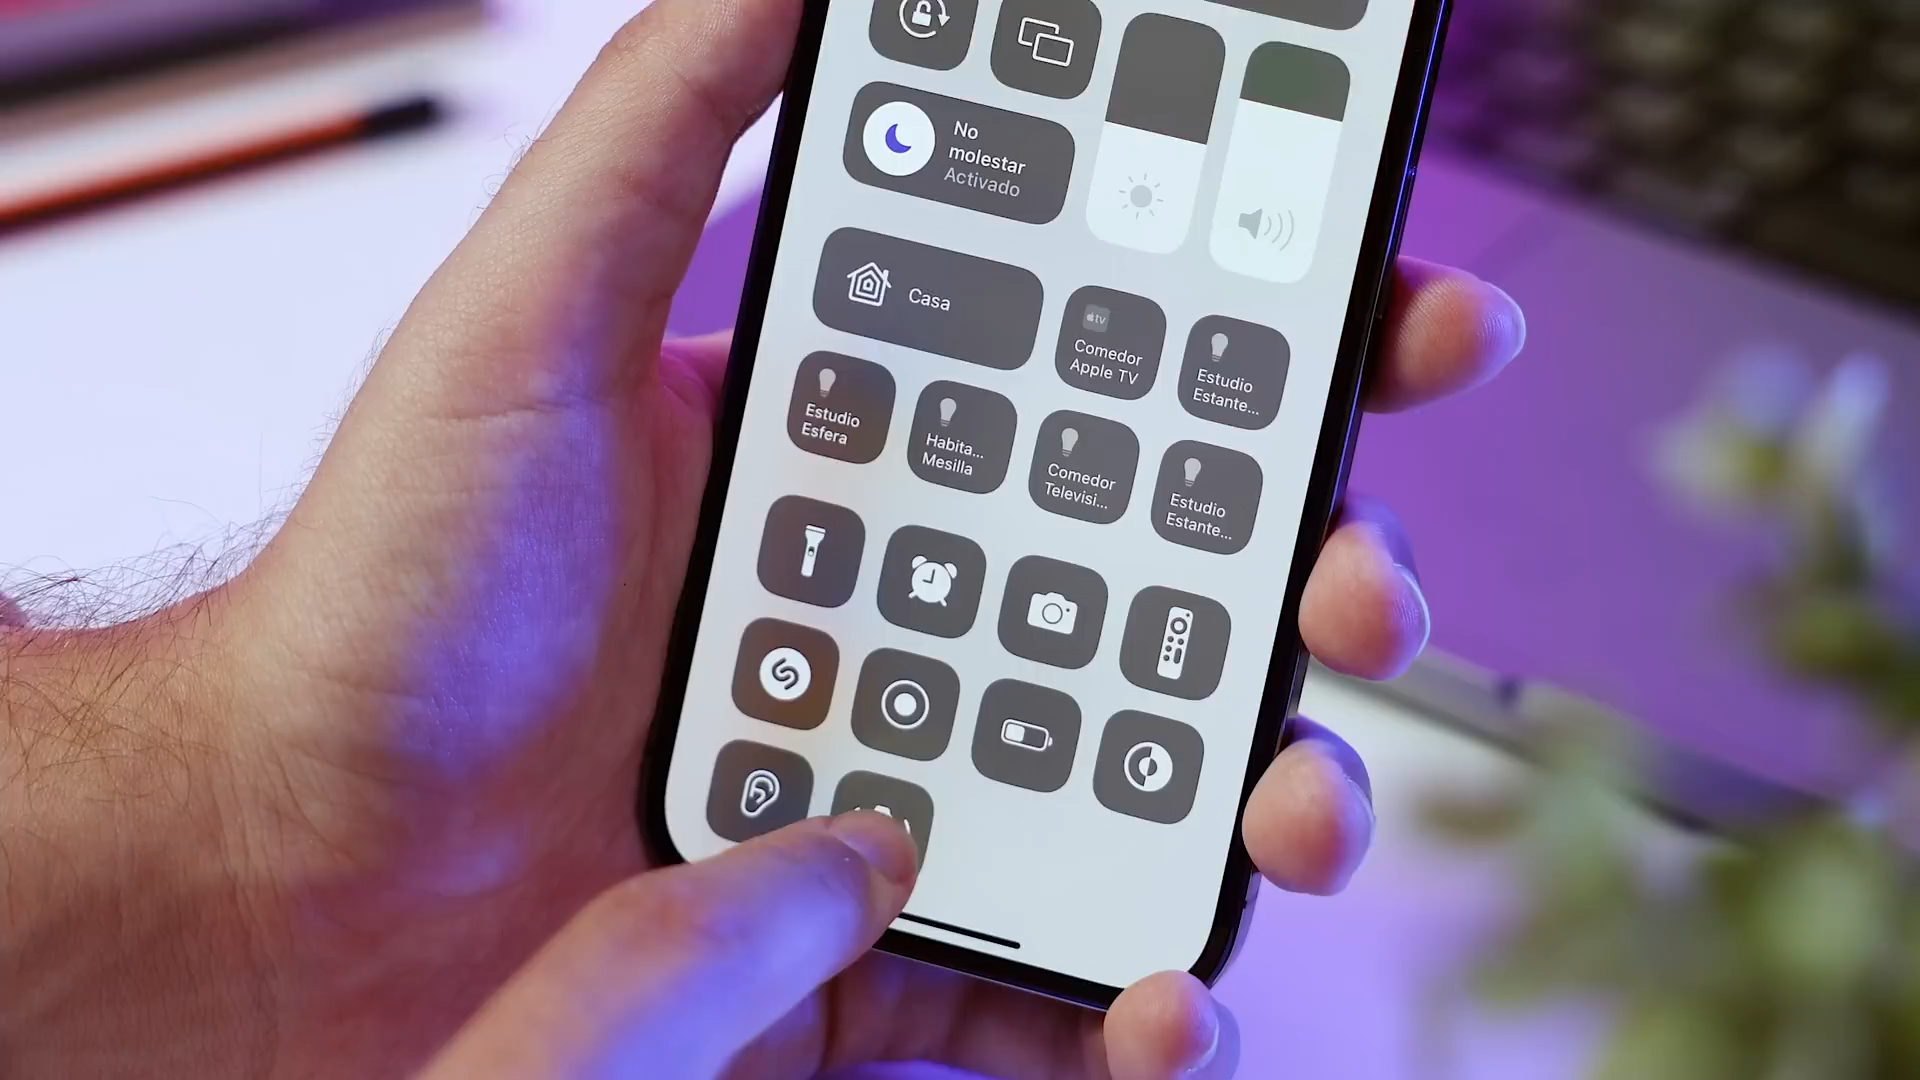 No
molestar
Activado
Casa
tv
Comedor
Apple TV
Estudio
Estante...
Estudio
Esfera
Habita...
Mesilla
Comedor
Televisi...
Estudio
Estante...